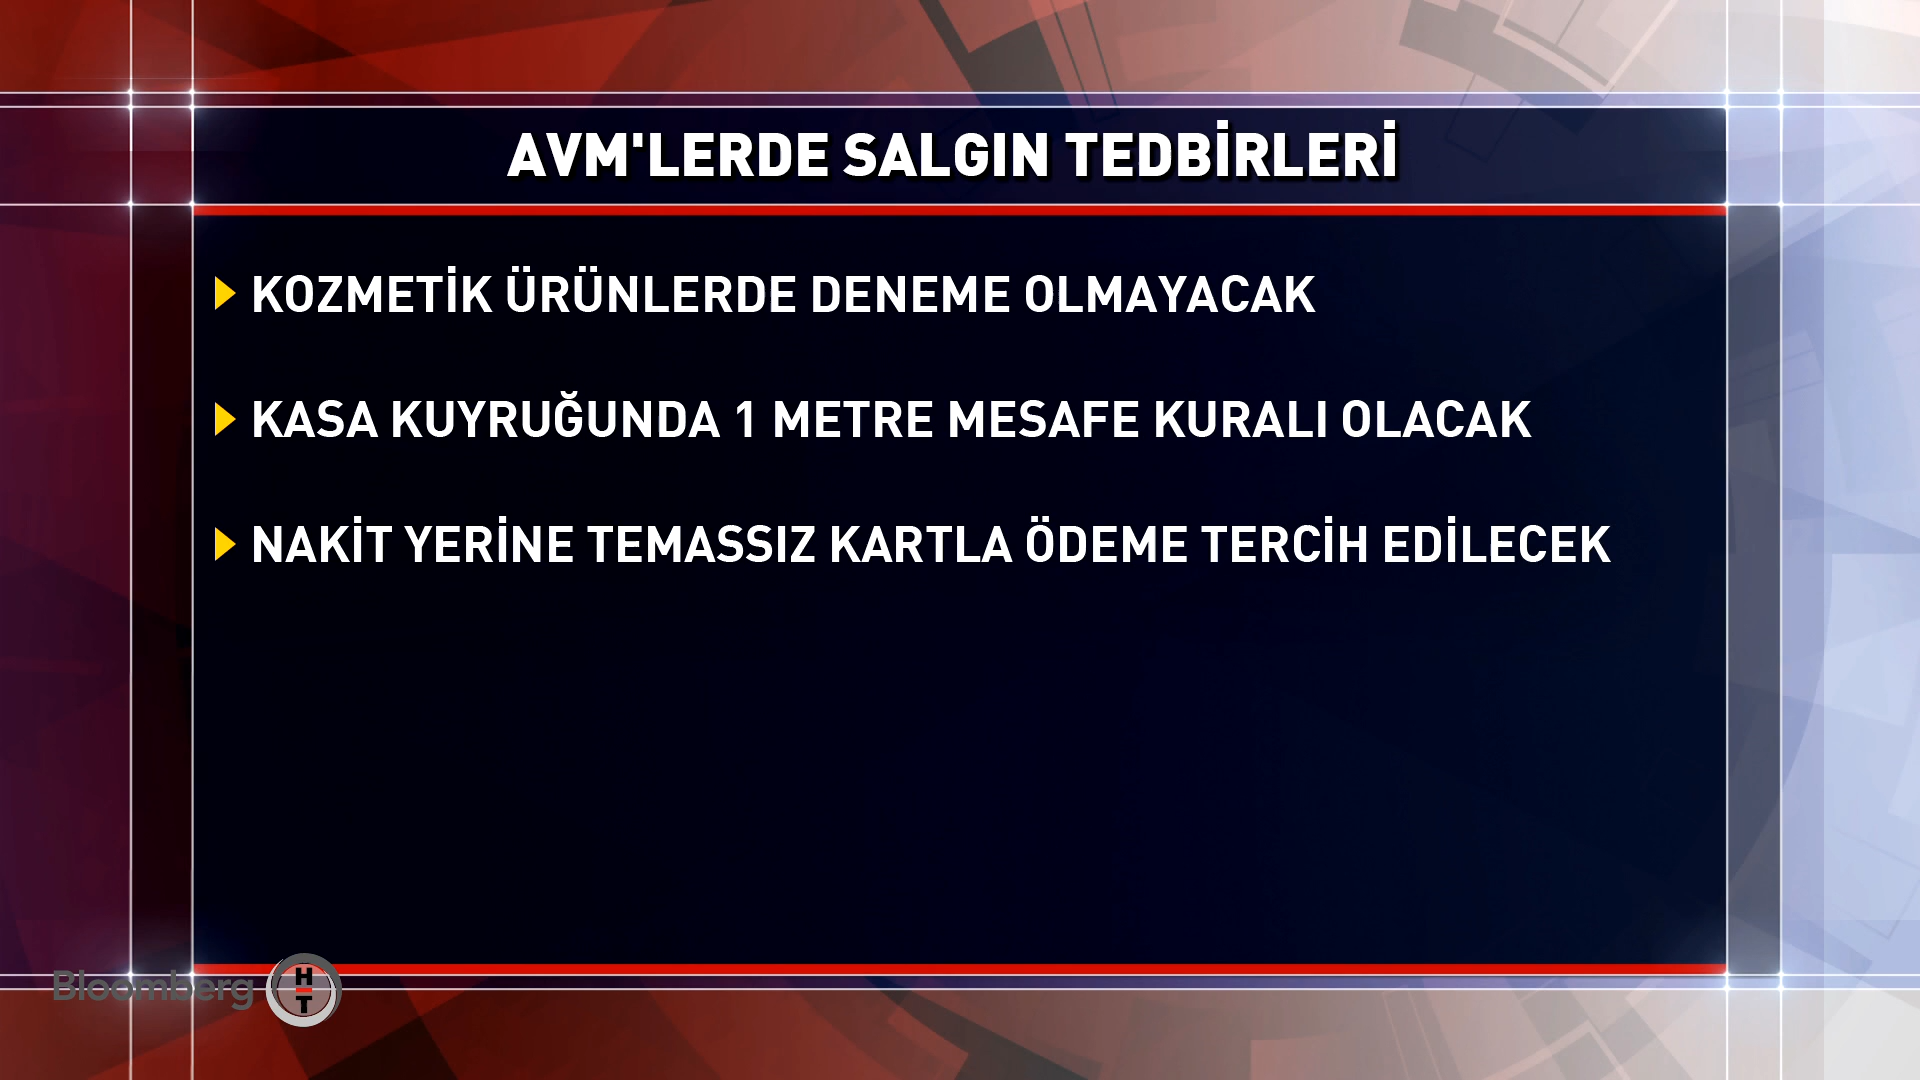 AVM'LERDE SALGIN TEDBİRLERİ
KOZMETİK ÜRÜNLERDE DENEME OLMAYACAK
KASA KUYRUĞUNDA 1 METRE MESAFE KURALI OLACAK
NAKİT YERİNE TEMASSIZ KARTLA ÖDEME TERCİH EDİLECEK
Bloomberg HT